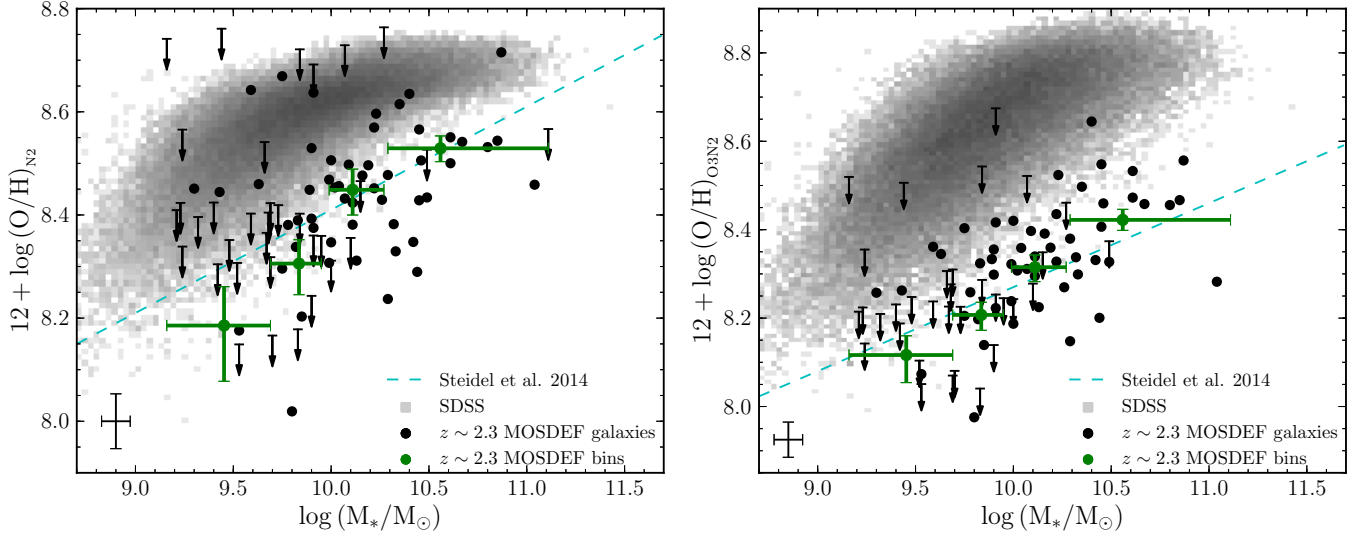 8.8
8.6
8.4
8.2
8.0
12 + log (O/H)N2
9.0 9.5 10.0 10.5 11.0 11.5
log (M*/M⊙)
Steidel et al. 2014
SDSS
z ∼ 2.3 MOSDEF galaxies
z ∼ 2.3 MOSDEF bins
8.8
8.6
8.4
8.2
8.0
12 + log (O/H)O3N2
9.0 9.5 10.0 10.5 11.0 11.5
log (M*/M⊙)
Steidel et al. 2014
SDSS
z ∼ 2.3 MOSDEF galaxies
z ∼ 2.3 MOSDEF bins